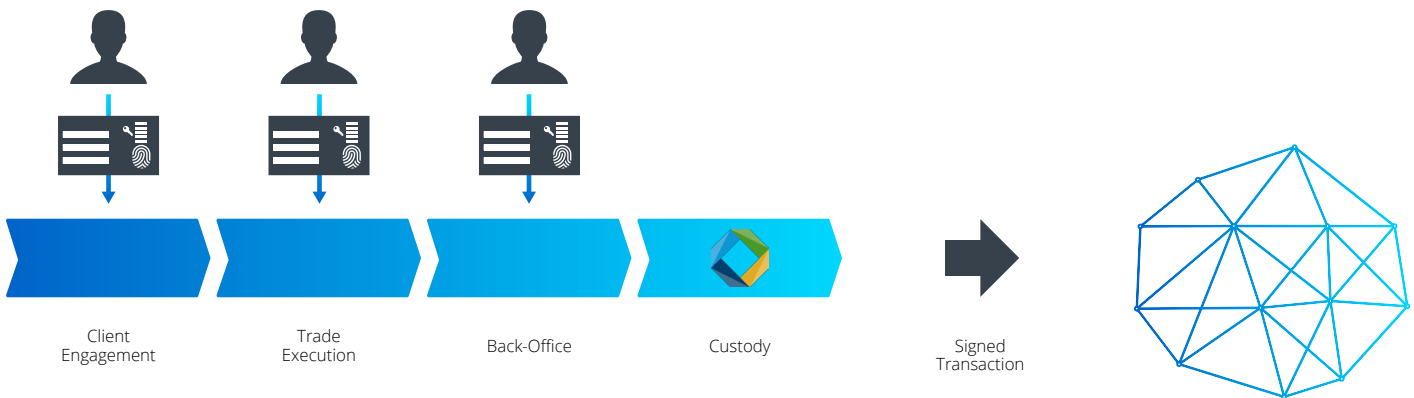 Client
Engagement
Trade
Execution
Back-Office
Custody
Signed
Transaction